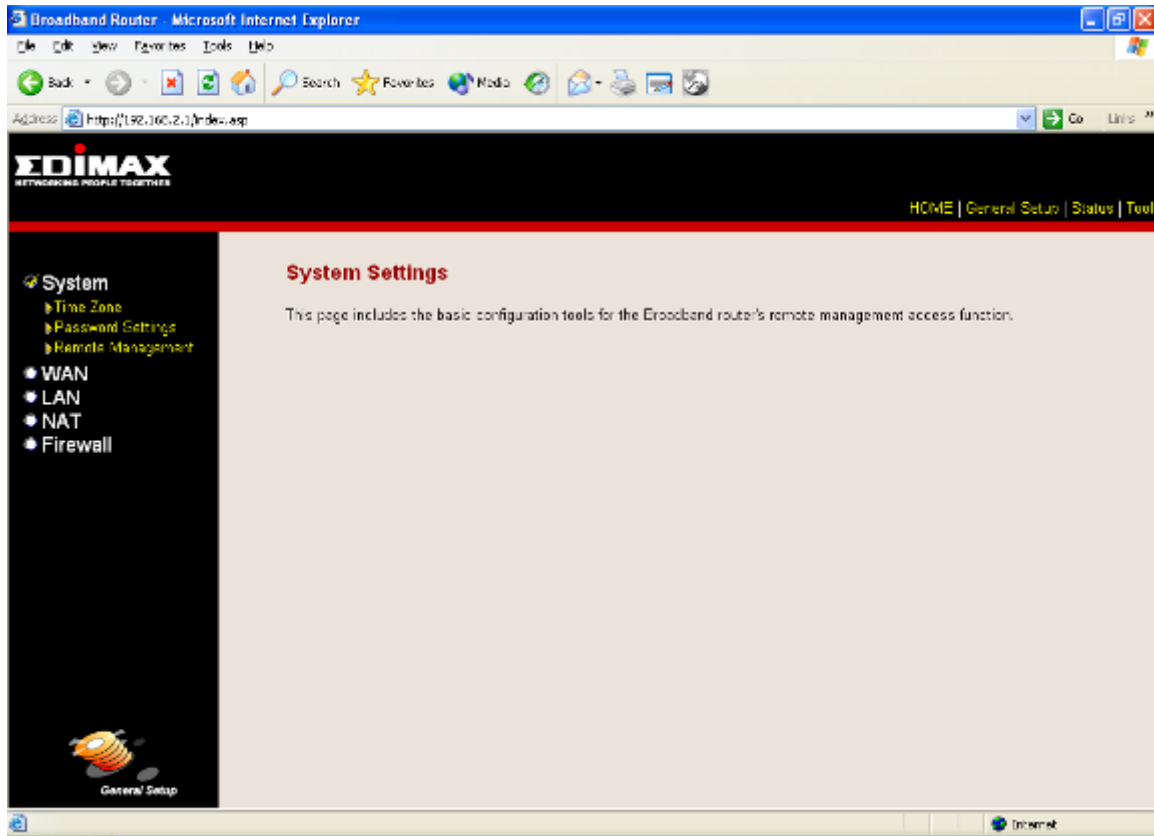 Broadband Router - Microsoft Internet Explorer
File Edit View Favorites Tools Help
Back Search Favorites Media
Address http://192.168.2.1/index.asp Go Links »
EDIMAX
NETWORKING PEOPLE TOGETHER
HOME | General Setup | Status | Tool
System
Time Zone
Password Settings
Remote Management
WAN
LAN
NAT
Firewall
System Settings
This page includes the basic configuration tools for the Broadband router's remote management access function.
General Setup
Internet